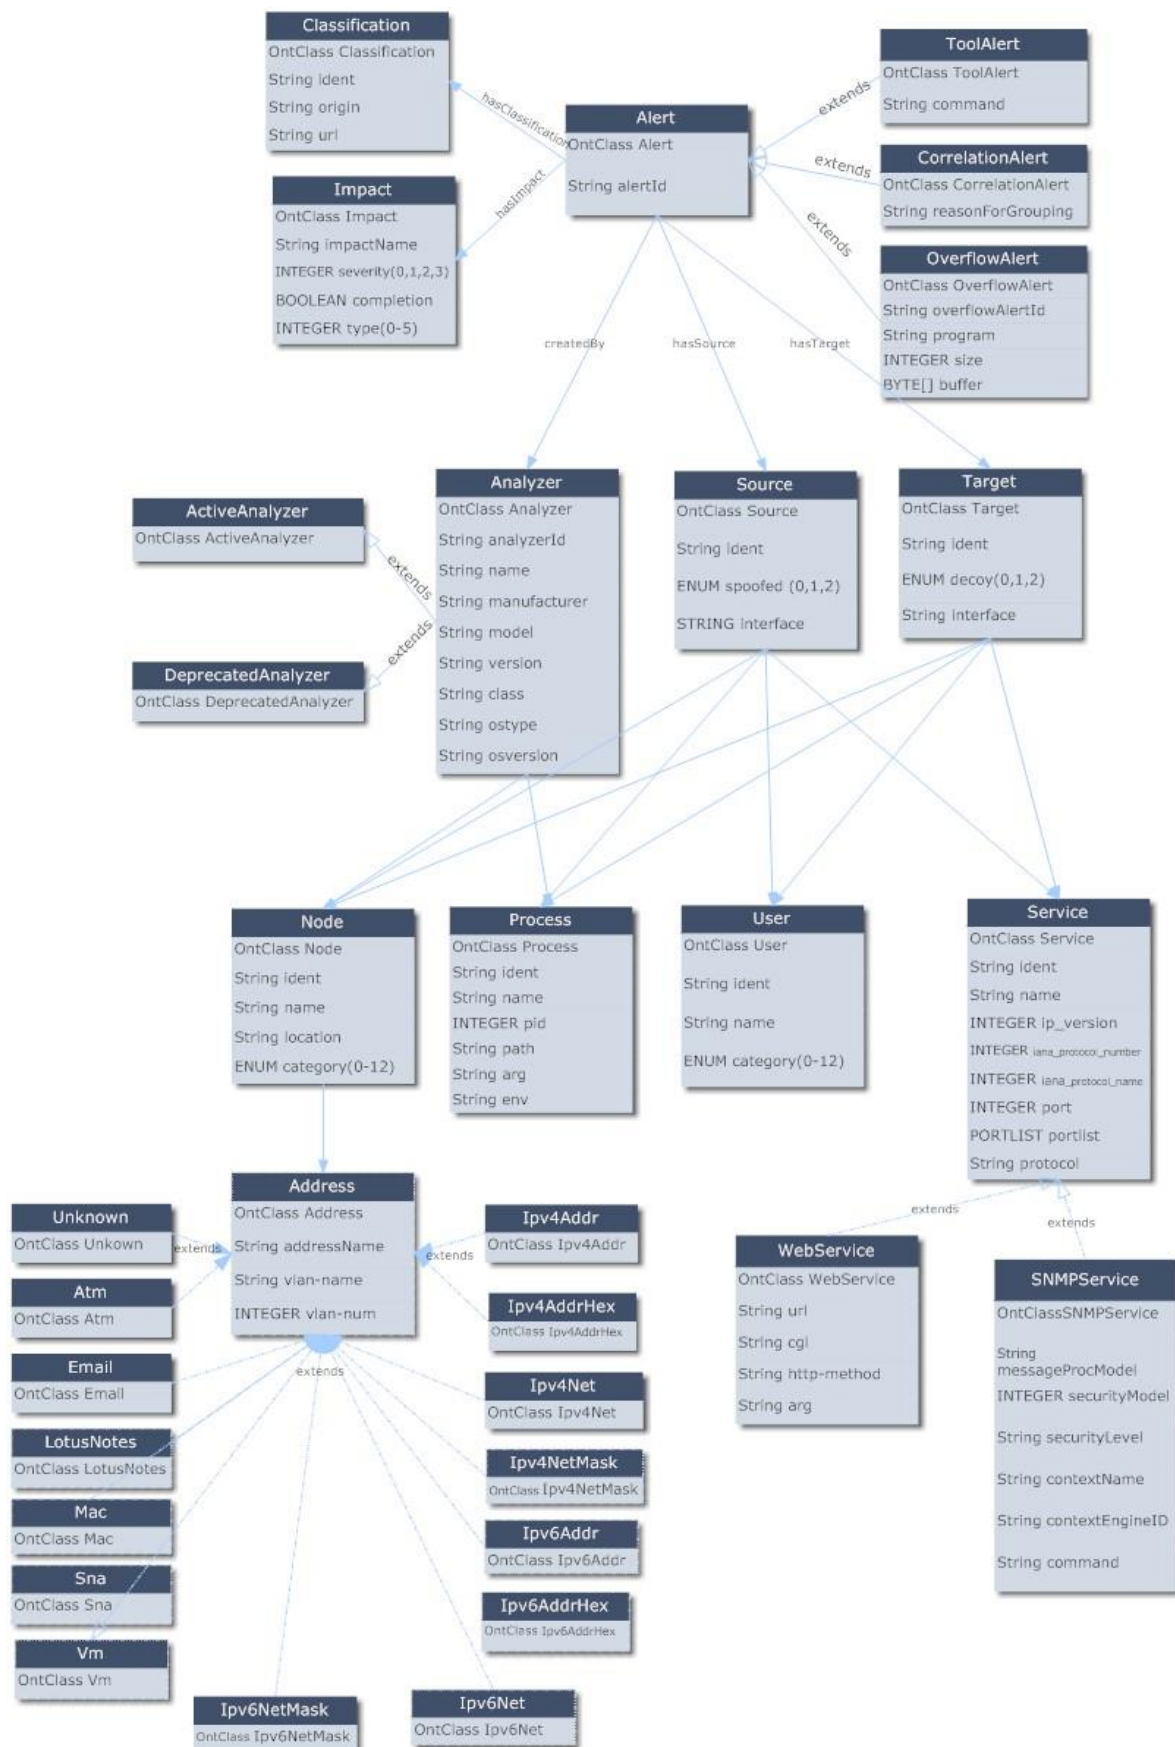 Classification
OntClass Classification
String ident
String origin
String url
Impact
OntClass Impact
String impactName
INTEGER severity(0,1,2,3)
BOOLEAN completion
INTEGER type(0-5)
hasClassification
hasImpact
Alert
OntClass Alert
String alertId
extends
extends
extends
ToolAlert
OntClass ToolAlert
String command
CorrelationAlert
OntClass CorrelationAlert
String reasonForGrouping
OverflowAlert
OntClass OverflowAlert
String overflowAlertId
String program
INTEGER size
BYTE[] buffer
createdBy
hasSource
hasTarget
ActiveAnalyzer
OntClass ActiveAnalyzer
extends
extends
DeprecatedAnalyzer
OntClass DeprecatedAnalyzer
Analyzer
OntClass Analyzer
String analyzerId
String name
String manufacturer
String model
String version
String class
String ostype
String osversion
Source
OntClass Source
String ident
ENUM spoofed (0,1,2)
STRING interface
Target
OntClass Target
String ident
ENUM decoy(0,1,2)
String interface
Node
OntClass Node
String ident
String name
String location
ENUM category(0-12)
Process
OntClass Process
String ident
String name
INTEGER pid
String path
String arg
String env
User
OntClass User
String ident
String name
ENUM category(0-12)
Service
OntClass Service
String ident
String name
INTEGER ip_version
INTEGER iana_protocol_number
INTEGER iana_protocol_name
INTEGER port
PORTLIST portlist
String protocol
Address
OntClass Address
String addressName
String vlan-name
INTEGER vlan-num
extends
extends
extends
Unknown
OntClass Unkown
Atm
OntClass Atm
Email
OntClass Email
LotusNotes
OntClass LotusNotes
Mac
OntClass Mac
Sna
OntClass Sna
Vm
OntClass Vm
Ipv4Addr
OntClass Ipv4Addr
Ipv4AddrHex
OntClass Ipv4AddrHex
Ipv4Net
OntClass Ipv4Net
Ipv4NetMask
OntClass Ipv4NetMask
Ipv6Addr
OntClass Ipv6Addr
Ipv6AddrHex
OntClass Ipv6AddrHex
Ipv6NetMask
OntClass Ipv6NetMask
Ipv6Net
OntClass Ipv6Net
extends
extends
WebService
OntClass WebService
String url
String cgi
String http-method
String arg
SNMPService
OntClassSNMPService
String
messageProcModel
INTEGER securityModel
String securityLevel
String contextName
String contextEngineID
String command